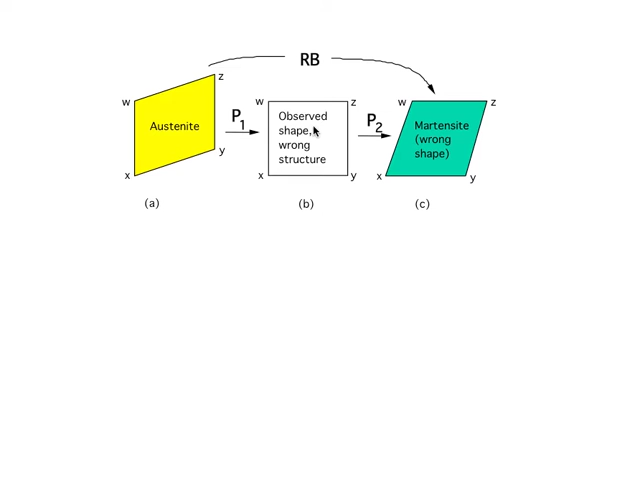 RB
w z x y
Austenite
(a)
P1
w z x y
Observed
shape,
wrong
structure
(b)
P2
w z x y
Martensite
(wrong
shape)
(c)